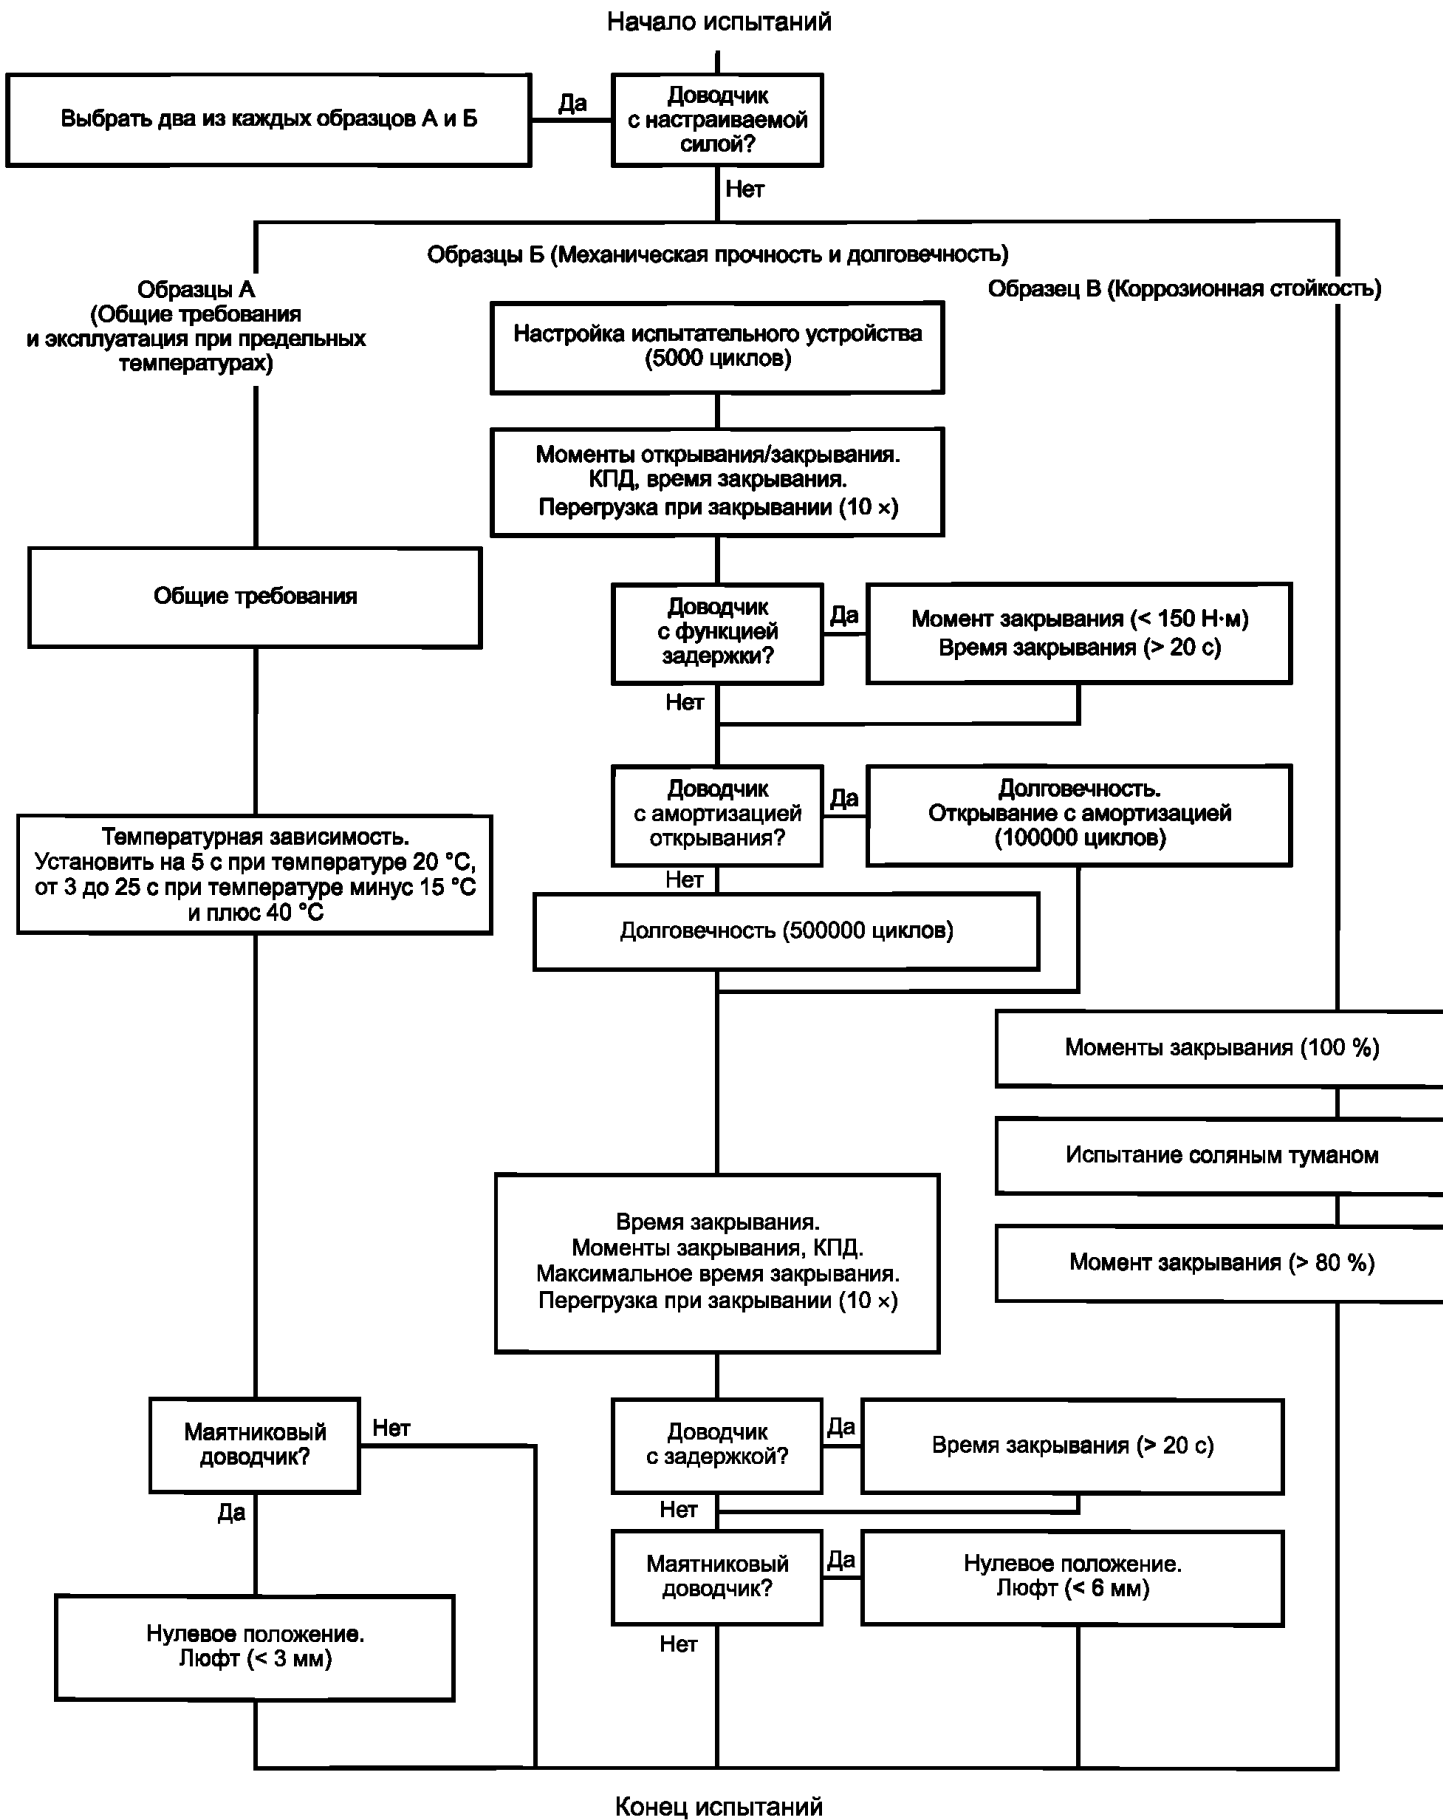 Начало испытаний
Выбрать два из каждых образцов А и Б
Да
Доводчик
с настраиваемой
силой?
Нет
Образцы Б (Механическая прочность и долговечность)
Образцы А
(Общие требования
и эксплуатация при предельных
температурах)
Образец В (Коррозионная стойкость)
Настройка испытательного устройства
(5000 циклов)
Моменты открывания/закрывания.
КПД, время закрывания.
Перегрузка при закрывании (10 ×)
Общие требования
Доводчик
с функцией
задержки?
Да
Момент закрывания (< 150 Н·м)
Время закрывания (> 20 с)
Нет
Доводчик
с амортизацией
открывания?
Да
Долговечность.
Открывание с амортизацией
(100000 циклов)
Температурная зависимость.
Установить на 5 с при температуре 20 °С,
от 3 до 25 с при температуре минус 15 °С
и плюс 40 °С
Нет
Долговечность (500000 циклов)
Моменты закрывания (100 %)
Испытание соляным туманом
Время закрывания.
Моменты закрывания, КПД.
Максимальное время закрывания.
Перегрузка при закрывании (10 ×)
Момент закрывания (> 80 %)
Маятниковый
доводчик?
Нет
Да
Доводчик
с задержкой?
Да
Время закрывания (> 20 с)
Нет
Маятниковый
доводчик?
Да
Нулевое положение.
Люфт (< 6 мм)
Нет
Нулевое положение.
Люфт (< 3 мм)
Конец испытаний